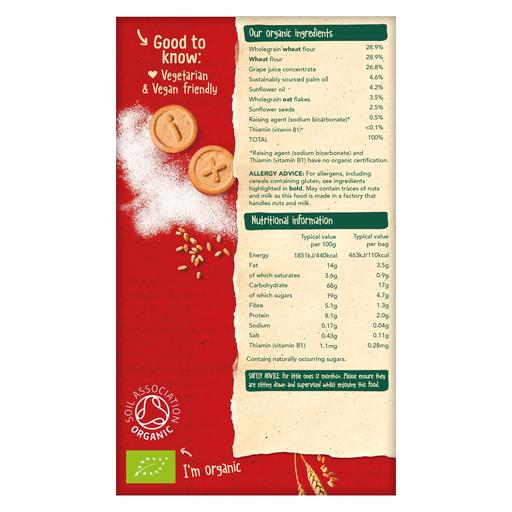 Good to
know:
Vegetarian
& Vegan friendly
SOIL ASSOCIATION
ORGANIC
I'm organic
Our organic ingredients
Wholegrain wheat flour 28.9%
Wheat flour 28.9%
Grape juice concentrate 26.8%
Sustainably sourced palm oil 4.6%
Sunflower oil 4.2%
Wholegrain oat flakes 3.5%
Sunflower seeds 2.5%
Raising agent (sodium bicarbonate)* 0.5%
Thiamin (vitamin B1)* <0.1%
TOTAL 100%
*Raising agent (sodium bicarbonate) and
Thiamin (vitamin B1) have no organic certification.
ALLERGY ADVICE: For allergens, including
cereals containing gluten, see ingredients
highlighted in bold. May contain traces of nuts
and milk as this food is made in a factory that
handles nuts and milk.
Nutritional information
Typical value Typical value
per 100g per bag
Energy 1851kJ/440kcal 463kJ/110kcal
Fat 14g 3.5g
of which saturates 3.6g 0.9g
Carbohydrate 68g 17g
of which sugars 19g 4.7g
Fibre 5.1g 1.3g
Protein 8.1g 2.0g
Sodium 0.17g 0.04g
Salt 0.43g 0.11g
Thiamin (vitamin B1) 1.1mg 0.28mg
Contains naturally occurring sugars.
SAFETY ADVICE: For little ones 12 months+. Please ensure they
are sitting down and supervised whilst enjoying this food.